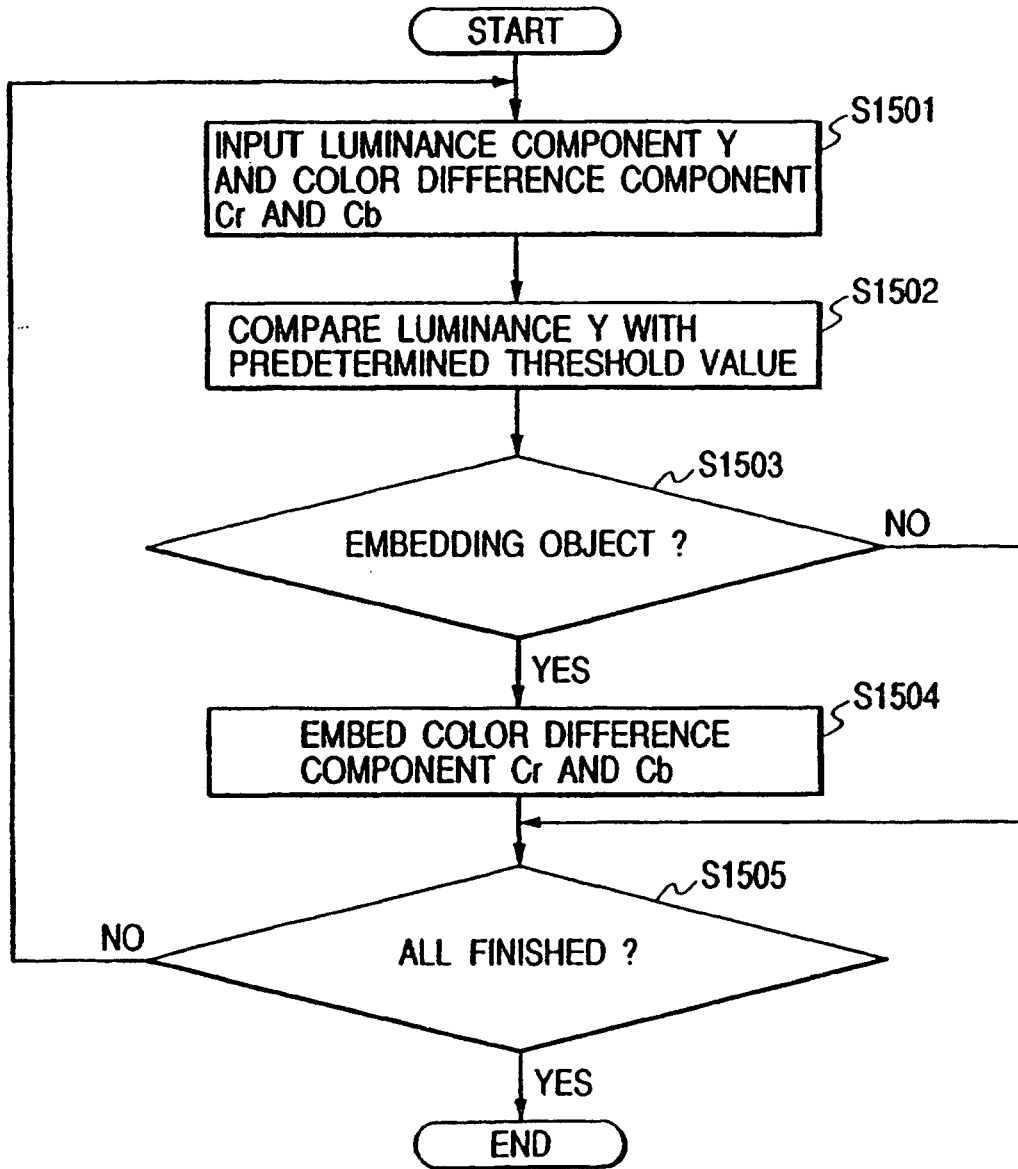 START
S1501
INPUT LUMINANCE COMPONENT Y
AND COLOR DIFFERENCE COMPONENT
Cr AND Cb
S1502
COMPARE LUMINANCE Y WITH
PREDETERMINED THRESHOLD VALUE
S1503
EMBEDDING OBJECT ?
NO
YES
S1504
EMBED COLOR DIFFERENCE
COMPONENT Cr AND Cb
S1505
NO
ALL FINISHED ?
YES
END